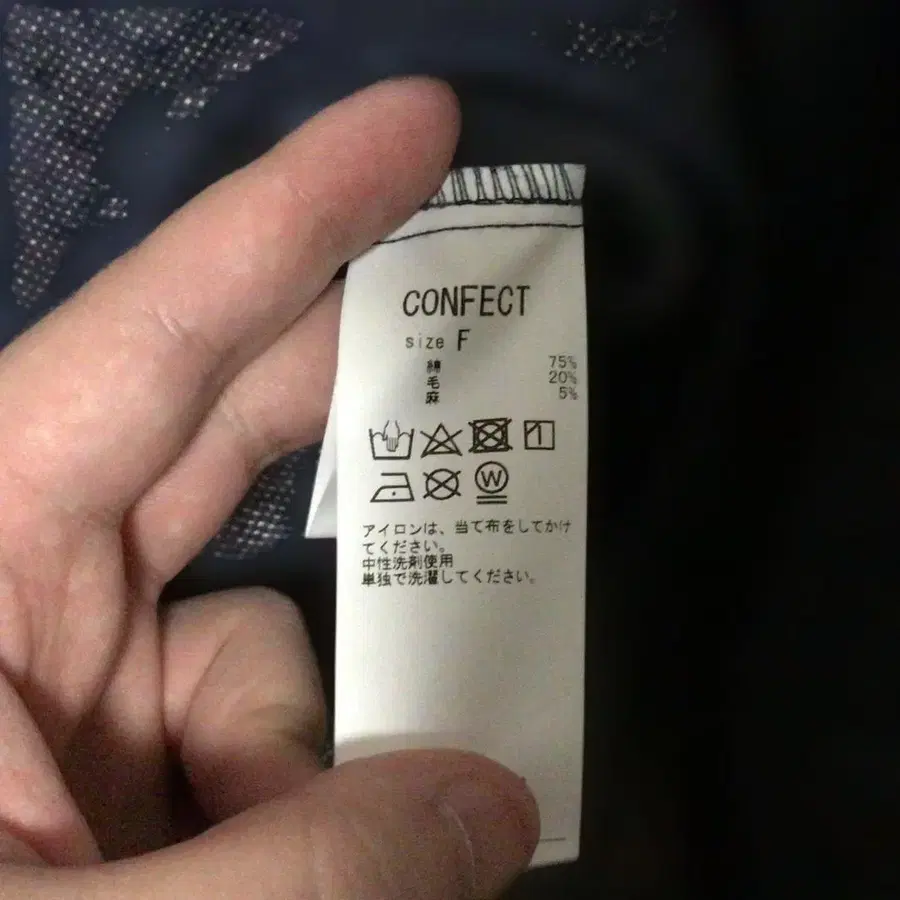 CONFECT
size F
綿 75%
毛 20%
麻 5%
W
アイロンは、当て布をしてかけ
てください。
中性洗剤使用
単独で洗濯してください。